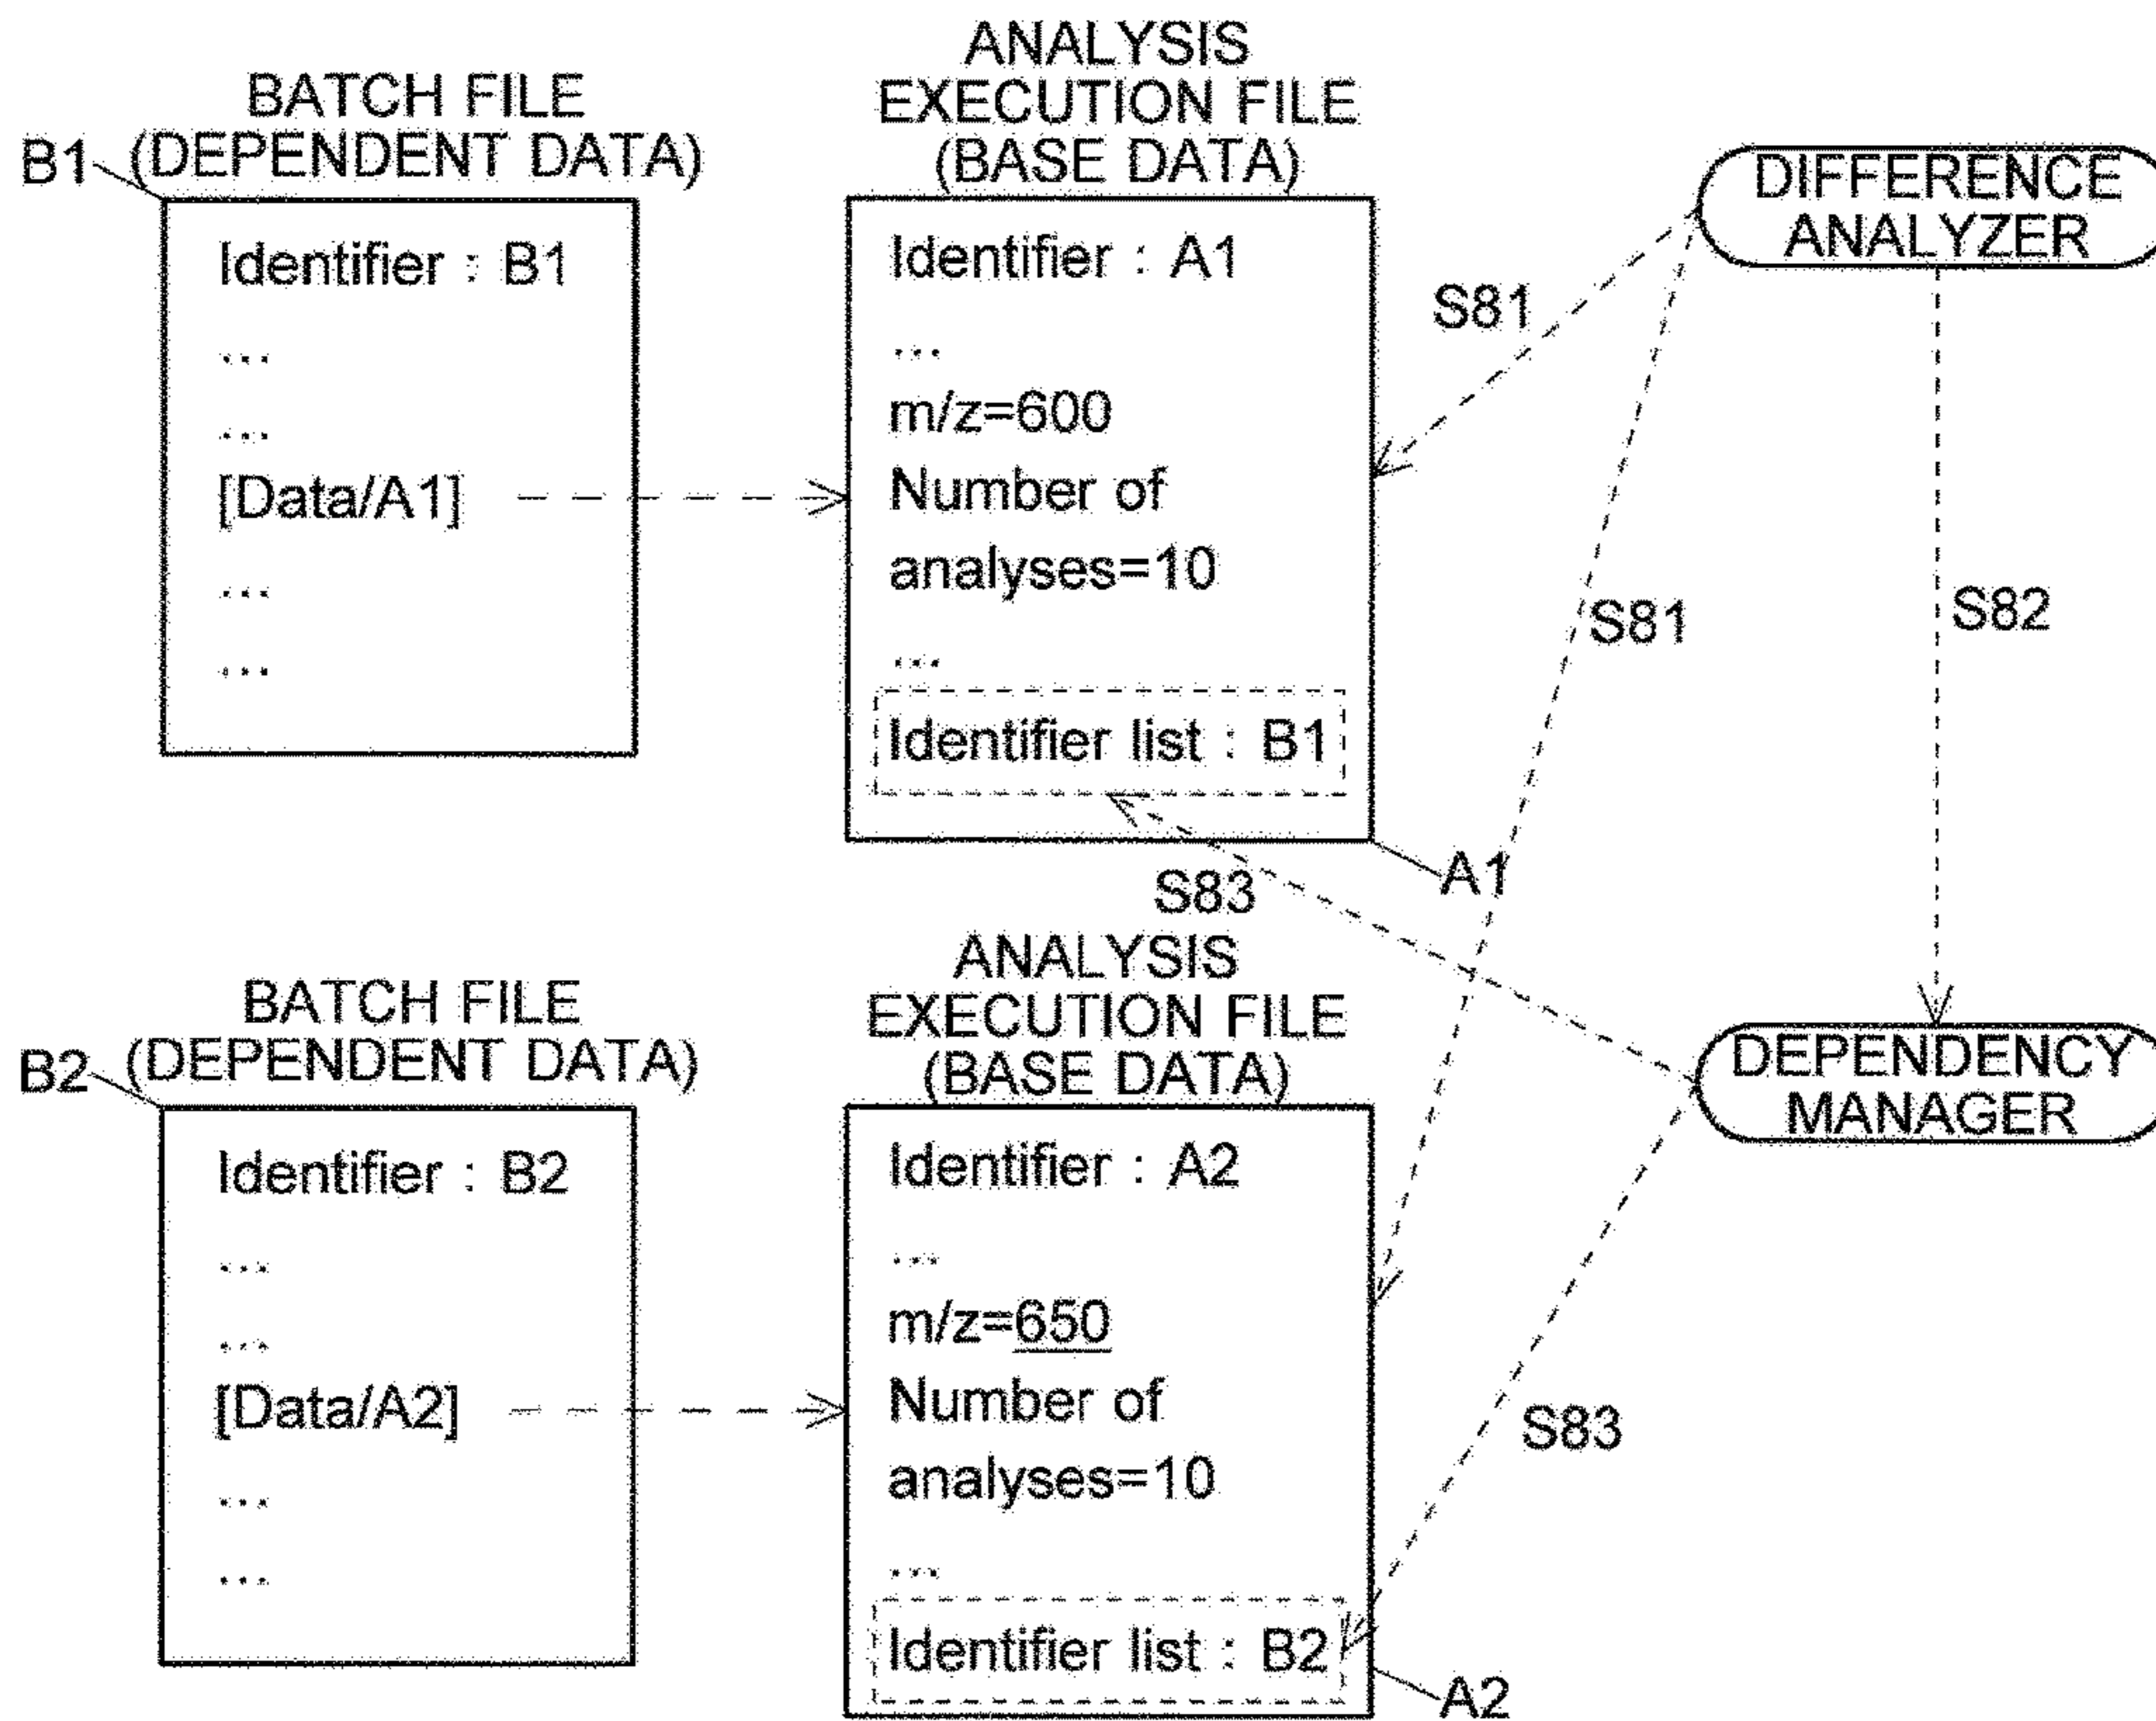 BATCH FILE
(DEPENDENT DATA)
B1
Identifier : B1
...
...
[Data/A1]
...
...
ANALYSIS
EXECUTION FILE
(BASE DATA)
Identifier : A1
...
m/z=600
Number of
analyses=10
...
Identifier list : B1
A1
DIFFERENCE
ANALYZER
S81
S81
S82
S83
BATCH FILE
(DEPENDENT DATA)
B2
Identifier : B2
...
...
[Data/A2]
...
...
ANALYSIS
EXECUTION FILE
(BASE DATA)
Identifier : A2
...
m/z=650
Number of
analyses=10
...
Identifier list : B2
A2
DEPENDENCY
MANAGER
S83